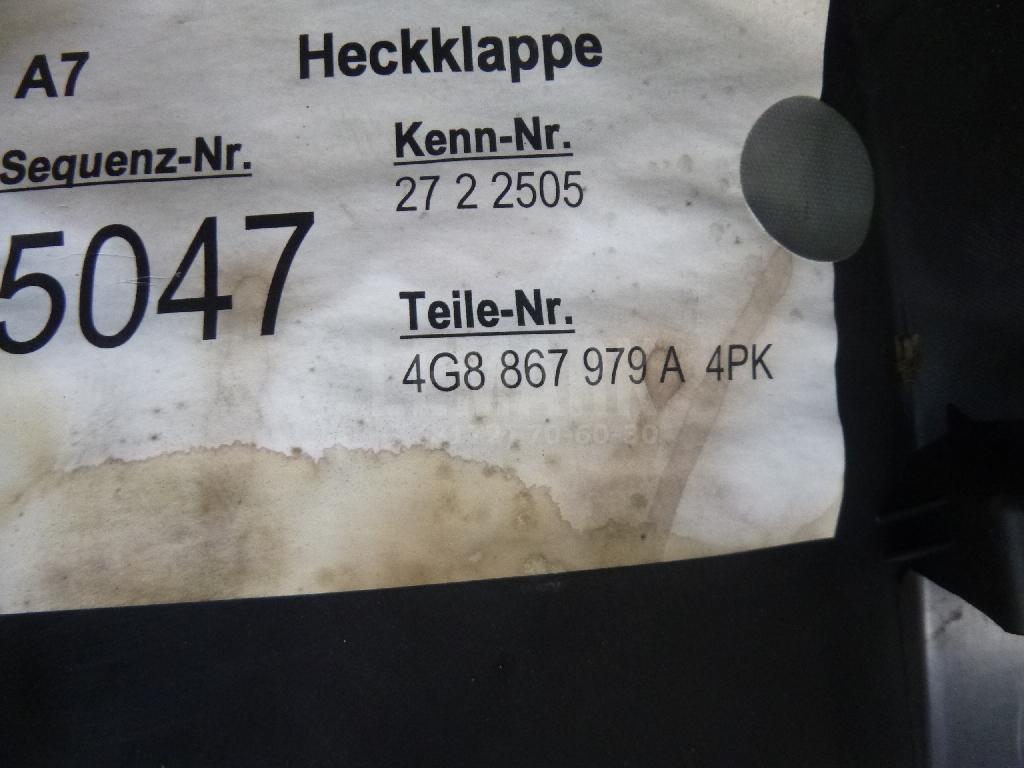 A7 Heckklappe
Sequenz-Nr. Kenn-Nr.
27 2 2505
5047
Teile-Nr.
4G8 867 979 A 4PK